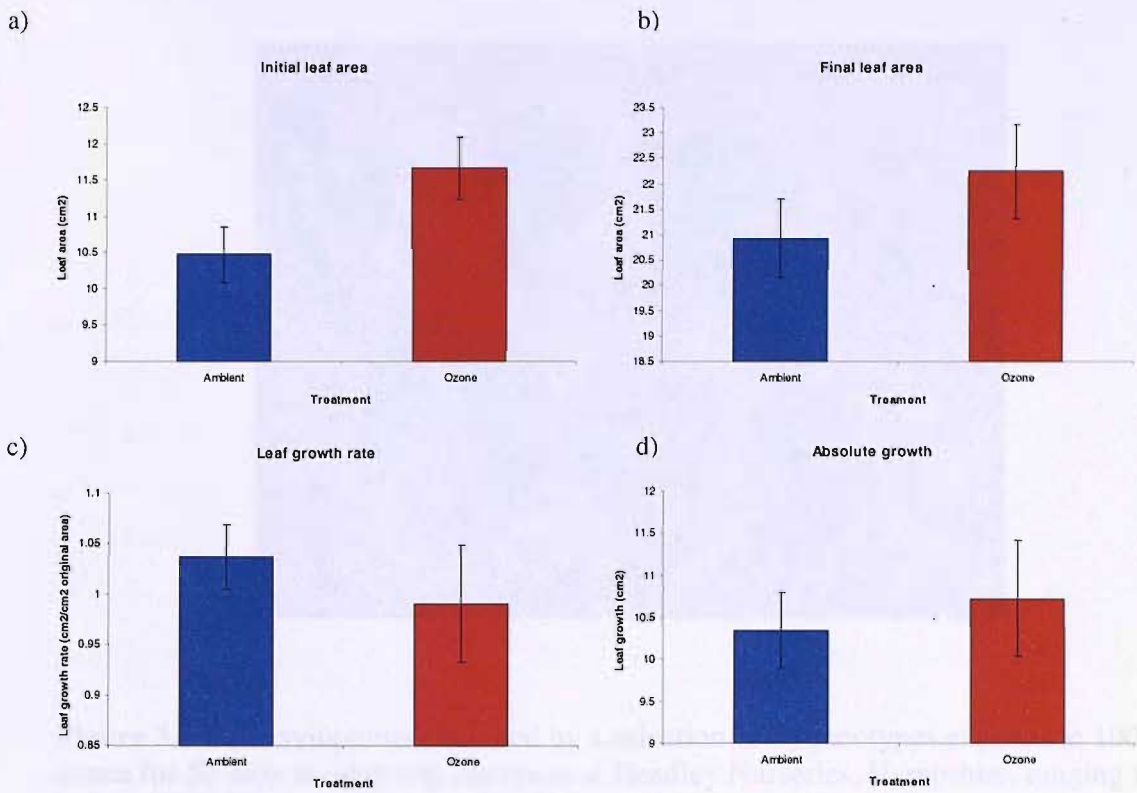 a)
Initial leaf area
Leaf area (cm2)
12.5
12
11.5
11
10.5
10
9.5
9
Ambient
Ozone
Treatment
b)
Final leaf area
Leaf area (cm2)
23.5
23
22.5
22
21.5
21
20.5
20
19.5
19
18.5
Ambient
Ozone
Treament
c)
Leaf growth rate
Leaf growth rate (cm2/cm2 original area)
1.1
1.05
1
0.95
0.9
0.85
Ambient
Ozone
Treatment
d)
Absolute growth
Leaf growth (cm2)
12
11.5
11
10.5
10
9.5
9
Ambient
Ozone
Treatment